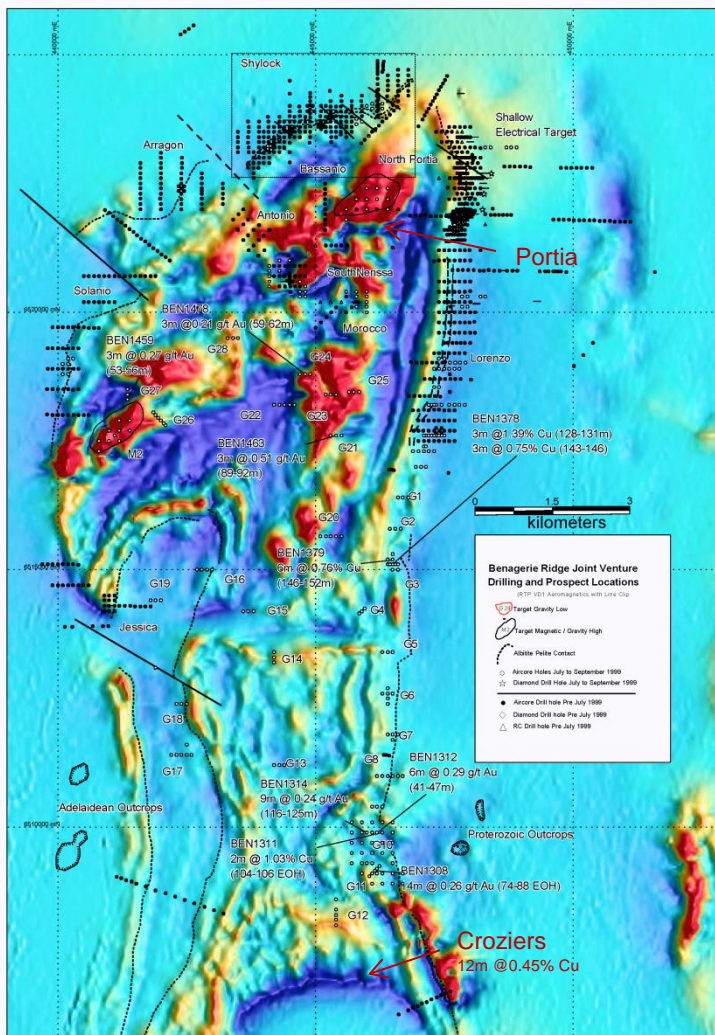 440000 mE
445000 mE
450000 mE
Shylock
Shallow
Electrical Target
Arragon
Bassanio
North Portia
Antonio
Portia
South Nerissa
Solanio
6520000 mN
BEN1478
3m @0.21 g/t Au (59-62m)
Morocco
BEN1459
3m @ 0.27 g/t Au
(53-56m)
G28
G24
Lorenzo
G27
G25
G26
G22
G23
BEN1378
3m @1.39% Cu (128-131m)
3m @ 0.75% Cu (143-146)
M2
BEN1463
3m @ 0.51 g/t Au
(89-92m)
G21
G1
0
3
kilometers
G20
G2
BEN1379
6m @0.76% Cu
(146-152m)
G3
G19
G16
G15
G4
Jessica
G5
G14
G6
G18
G7
G17
G13
G8
BEN1312
6m @ 0.29 g/t Au
(41-47m)
BEN1314
9m @ 0.24 g/t Au
(116-125m)
Adelaidean Outcrops
Proterozoic Outcrops
BEN1311
2m @ 1.03% Cu
(104-106 EOH)
G10
G11
BEN1308
14m @ 0.26 g/t Au (74-88 EOH)
G12
Croziers
12m @0.45% Cu
Benagerie Ridge Joint Venture
Drilling and Prospect Locations
Target Gravity Low
M2
Target Magnetic / Gravity High
Albitite Pelite Contact
Aircore Holes July to September 1999
Diamond Drill Hole July to September 1999
Aircore Drill hole Pre July 1999
Diamond Drill hole Pre July 1999
RC Drill hole Pre July 1999